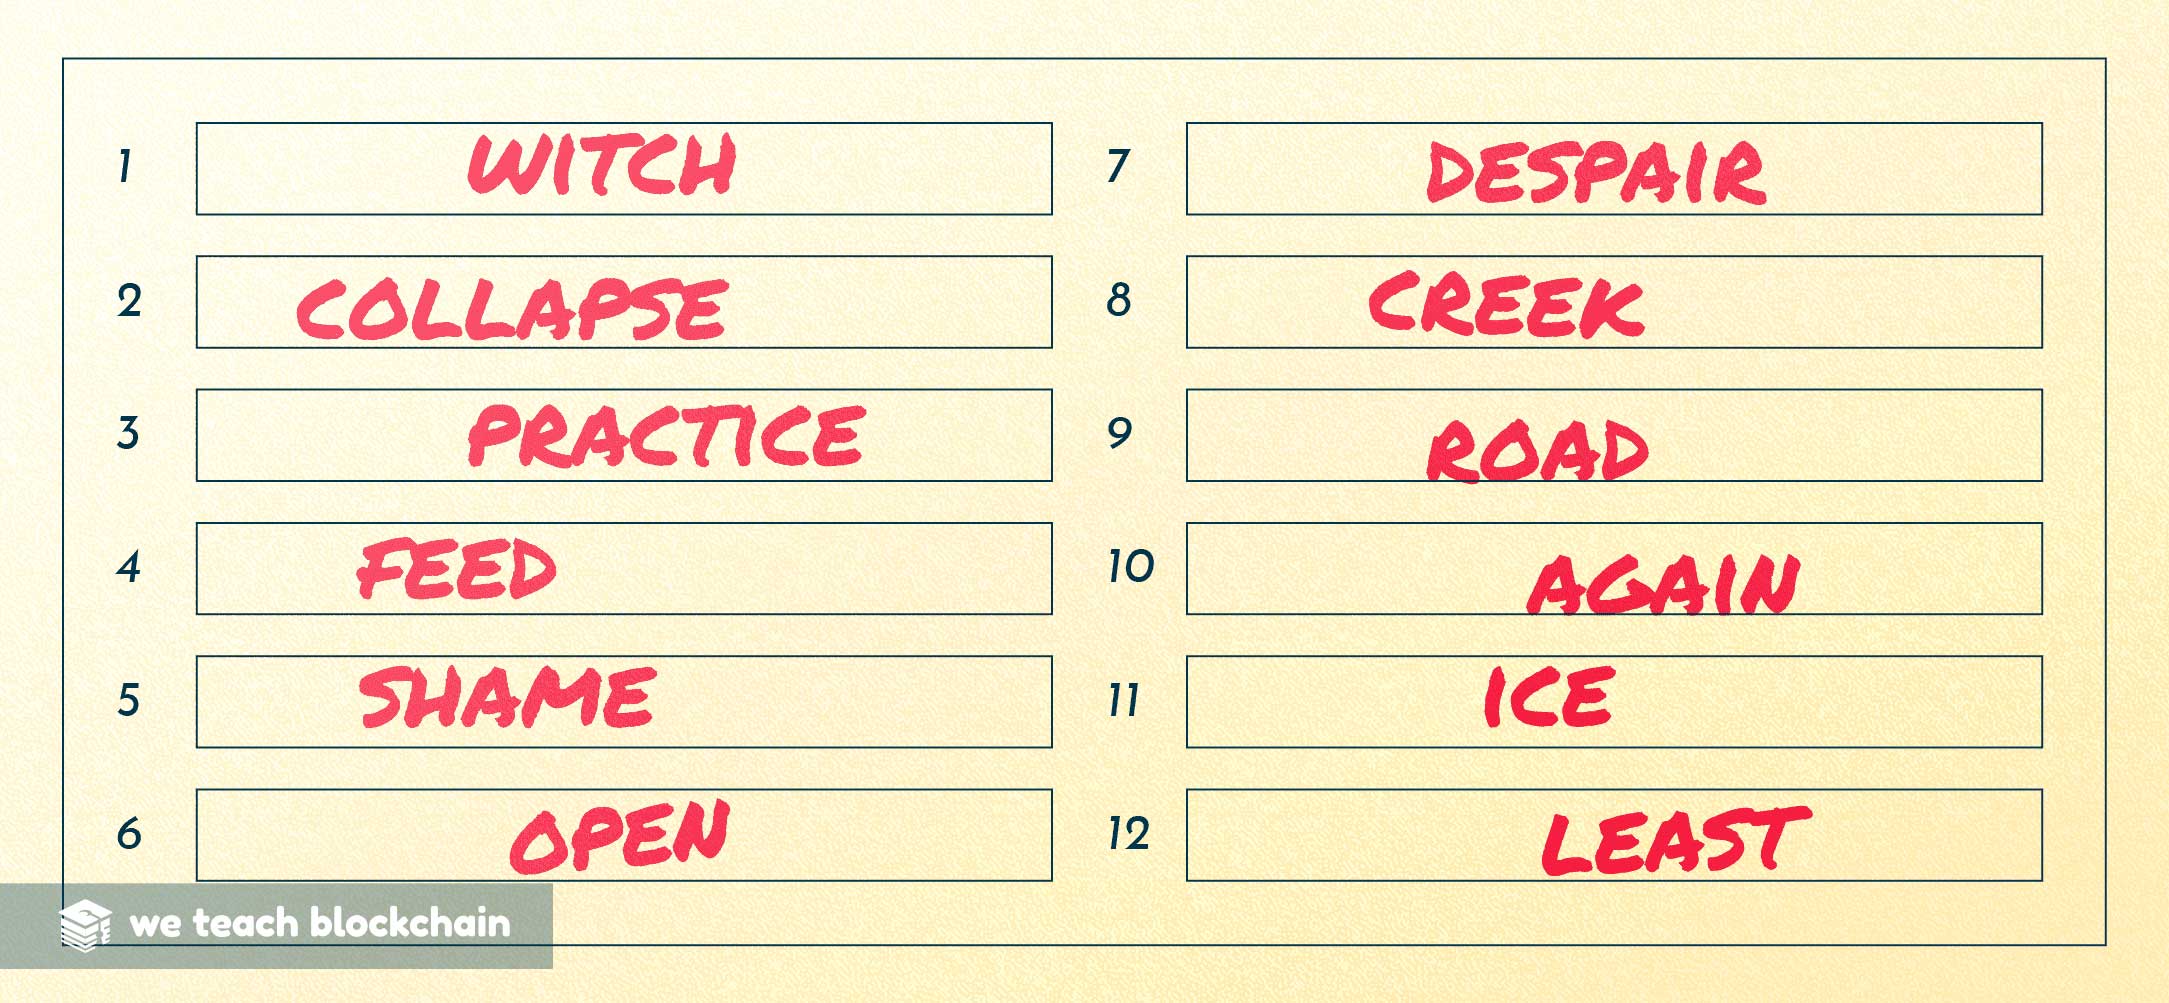 1 WITCH
2 COLLAPSE
3 PRACTICE
4 FEED
5 SHAME
6 OPEN
7 DESPAIR
8 CREEK
9 ROAD
10 AGAIN
11 ICE
12 LEAST
we teach blockchain